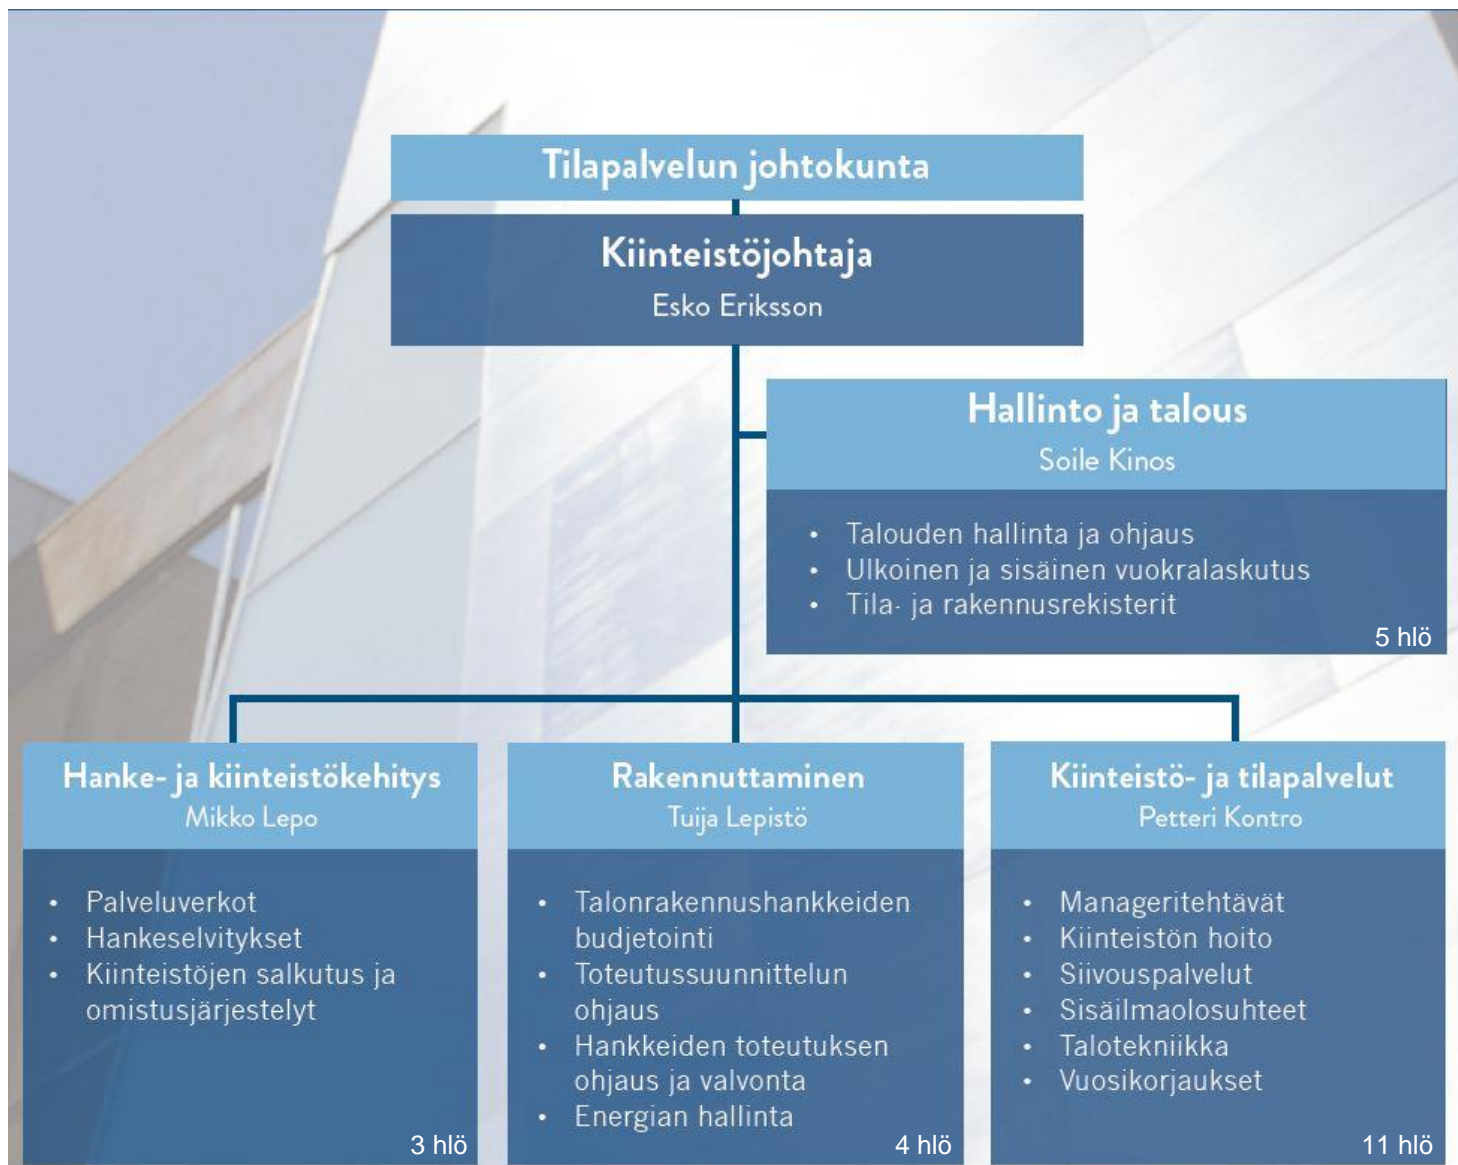 Tilapalvelun johtokunta
Kiinteistöjohtaja
Esko Eriksson
Hallinto ja talous
Soile Kinos
• Talouden hallinta ja ohjaus
• Ulkoinen ja sisäinen vuokralaskutus
• Tila- ja rakennusrekisterit
5 hlö
Hanke- ja kiinteistökehitys
Mikko Lepo
• Palveluverkot
• Hankeselvitykset
• Kiinteistöjen salkutus ja
omistusjärjestelyt
3 hlö
Rakennuttaminen
Tuija Lepistö
• Talonrakennushankkeiden
budjetointi
• Toteutussuunnittelun
ohjaus
• Hankkeiden toteutuksen
ohjaus ja valvonta
• Energian hallinta
4 hlö
Kiinteistö- ja tilapalvelut
Petteri Kontro
• Manageritehtävät
• Kiinteistön hoito
• Siivouspalvelut
• Sisäilmaolosuhteet
• Talotekniikka
• Vuosikorjaukset
11 hlö